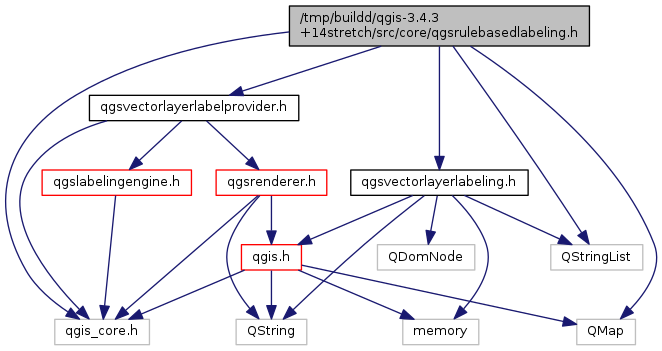 /tmp/buildd/qgis-3.4.3
+14stretch/src/core/qgsrulebasedlabeling.h
qgsvectorlayerlabelprovider.h
qgslabelingengine.h
qgsrenderer.h
qgsvectorlayerlabeling.h
qgis.h
QDomNode
QStringList
qgis_core.h
QString
memory
QMap